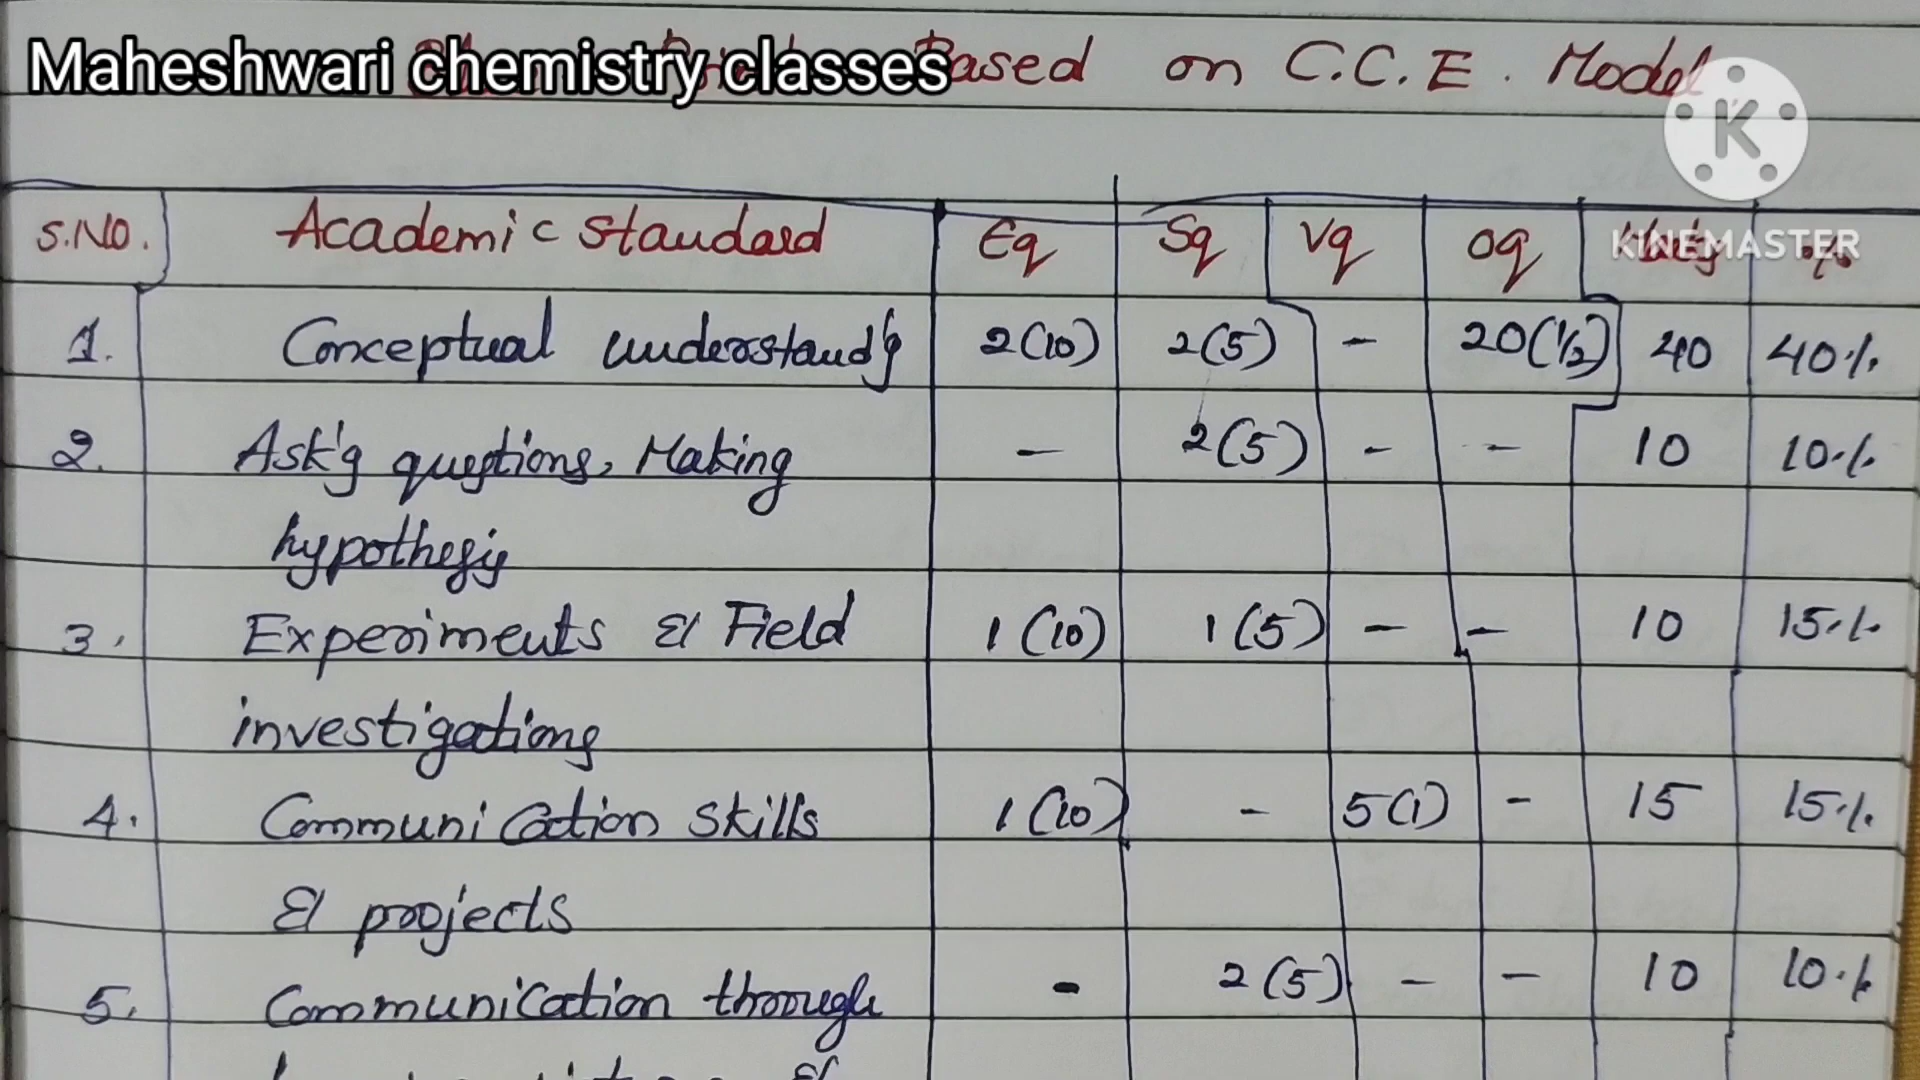 Maheshwari chemistry classes
Based on C.C.E. Model
K
KINEMASTER
S.NO. Academic standard Eq Sq Vq oq %
1. Conceptual understand'g 2(10) 2(5) - 20(½) 40 40%
2. Ask'g questions, Making - 2(5) - - 10 10%
hypothesis
3. Experiments & Field 1(10) 1(5) - - 10 15%
investigations
4. Communication skills 1(10) - 5(1) - 15 15%
& projects
5. Communication through - 2(5) - - 10 10%